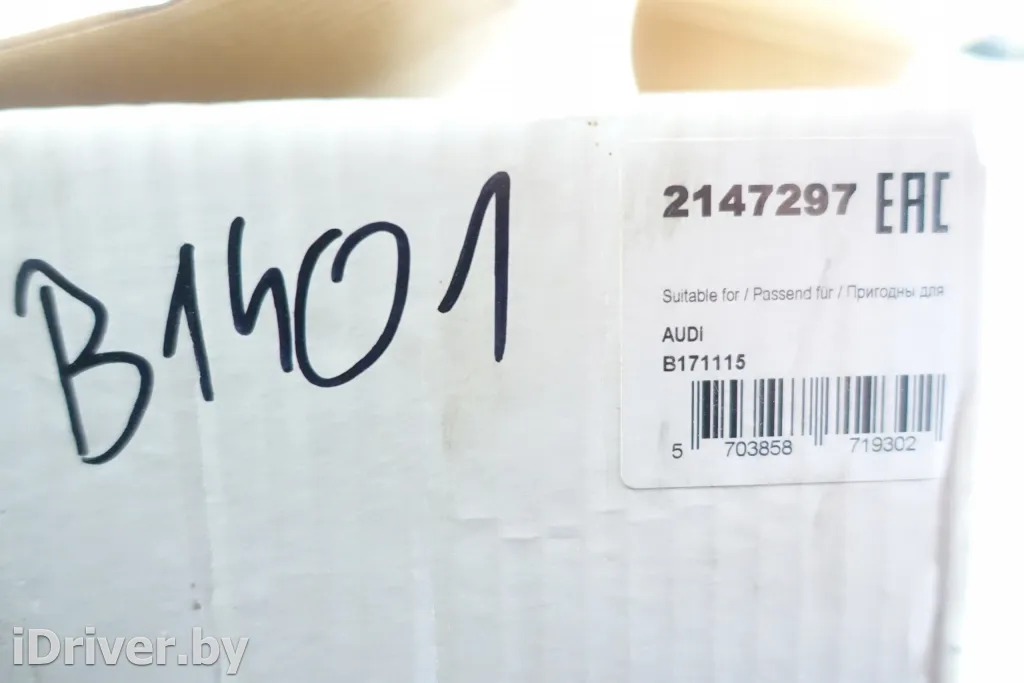 B1401
2147297 EAC
Suitable for / Passend für / Пригодны для
AUDi
B171115
5 703858 719302
iDriver.by